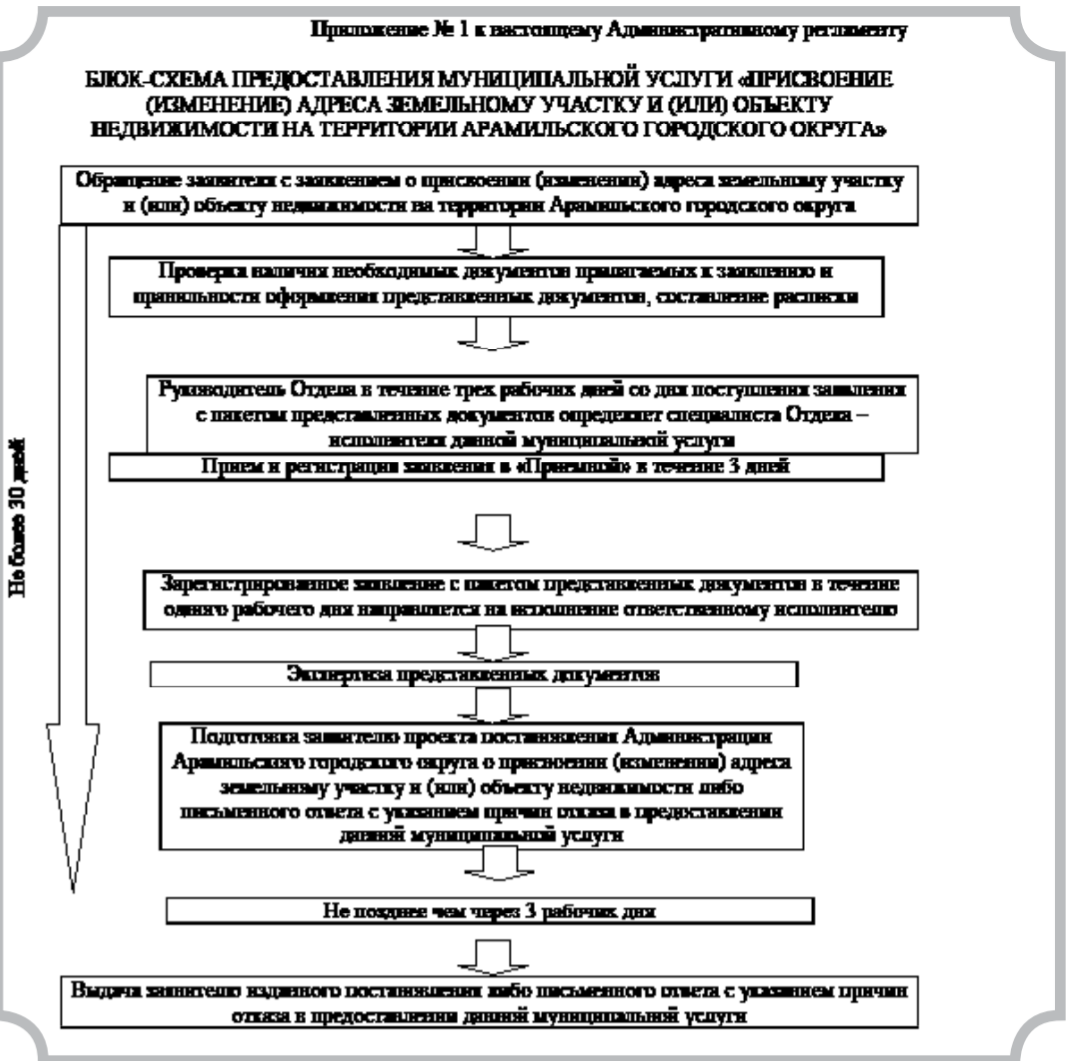 Приложение № 1 к настоящему Административному регламенту
БЛОК-СХЕМА ПРЕДОСТАВЛЕНИЯ МУНИЦИПАЛЬНОЙ УСЛУГИ «ПРИСВОЕНИЕ
(ИЗМЕНЕНИЕ) АДРЕСА ЗЕМЕЛЬНОМУ УЧАСТКУ И (ИЛИ) ОБЪЕКТУ
НЕДВИЖИМОСТИ НА ТЕРРИТОРИИ АРАМИЛЬСКОГО ГОРОДСКОГО ОКРУГА»
Обращение заявителя с заявлением о присвоении (изменении) адреса земельному участку
и (или) объекту недвижимости на территории Арамильского городского округа
Проверка наличия необходимых документов прилагаемых к заявлению и
правильности оформления представленных документов, составление расписки
Руководитель Отдела в течение трех рабочих дней со дня поступления заявления
с пакетом представленных документов определяет специалиста Отдела –
исполнителя данной муниципальной услуги
Прием и регистрация заявления в «Приемной» в течение 3 дней
Не более 30 дней
Зарегистрированное заявление с пакетом представленных документов в течение
одного рабочего дня направляется на исполнение ответственному исполнителю
Экспертиза представленных документов
Подготовка заявителю проекта постановления Администрации
Арамильского городского округа о присвоении (изменении) адреса
земельному участку и (или) объекту недвижимости либо
письменного ответа с указанием причин отказа в предоставлении
данной муниципальной услуги
Не позднее чем через 3 рабочих дня
Выдача заявителю изданного постановления либо письменного ответа с указанием причин
отказа в предоставлении данной муниципальной услуги